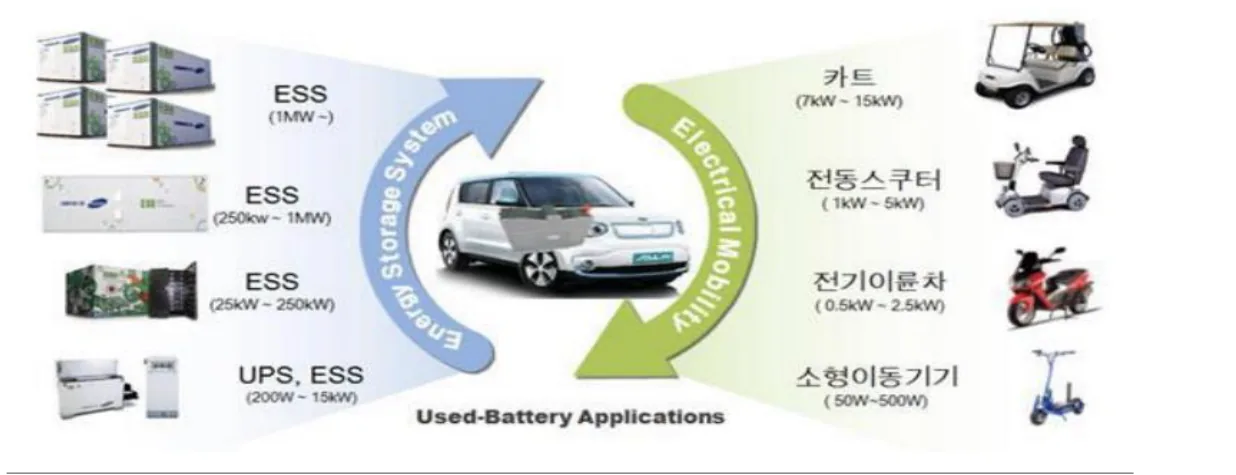 ESS
(1MW ~)
ESS
(250kw ~ 1MW)
ESS
(25kW ~ 250kW)
UPS, ESS
(200W ~ 15kW)
Energy Storage System
Electrical Mobility
Used-Battery Applications
카트
(7kW ~ 15kW)
전동스쿠터
( 1kW ~ 5kW)
전기이륜차
( 0.5kW ~ 2.5kW)
소형이동기기
( 50W~500W)